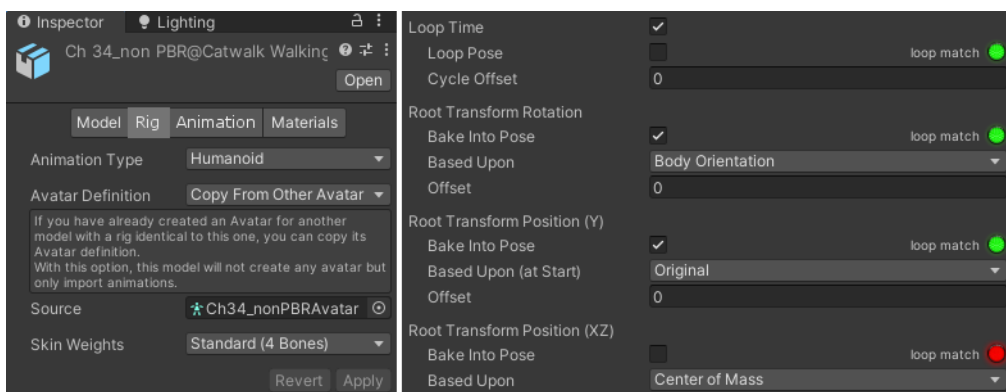 Inspector
Lighting
Ch 34_non PBR@Catwalk Walking
Open
Model Rig Animation Materials
Animation Type Humanoid
Avatar Definition Copy From Other Avatar
If you have already created an Avatar for another
model with a rig identical to this one, you can copy its
Avatar definition.
With this option, this model will not create any avatar but
only import animations.
Source Ch34_nonPBRAvatar
Skin Weights Standard (4 Bones)
Revert Apply
Loop Time
Loop Pose loop match
Cycle Offset 0
Root Transform Rotation
Bake Into Pose loop match
Based Upon Body Orientation
Offset 0
Root Transform Position (Y)
Bake Into Pose loop match
Based Upon (at Start) Original
Offset 0
Root Transform Position (XZ)
Bake Into Pose loop match
Based Upon Center of Mass